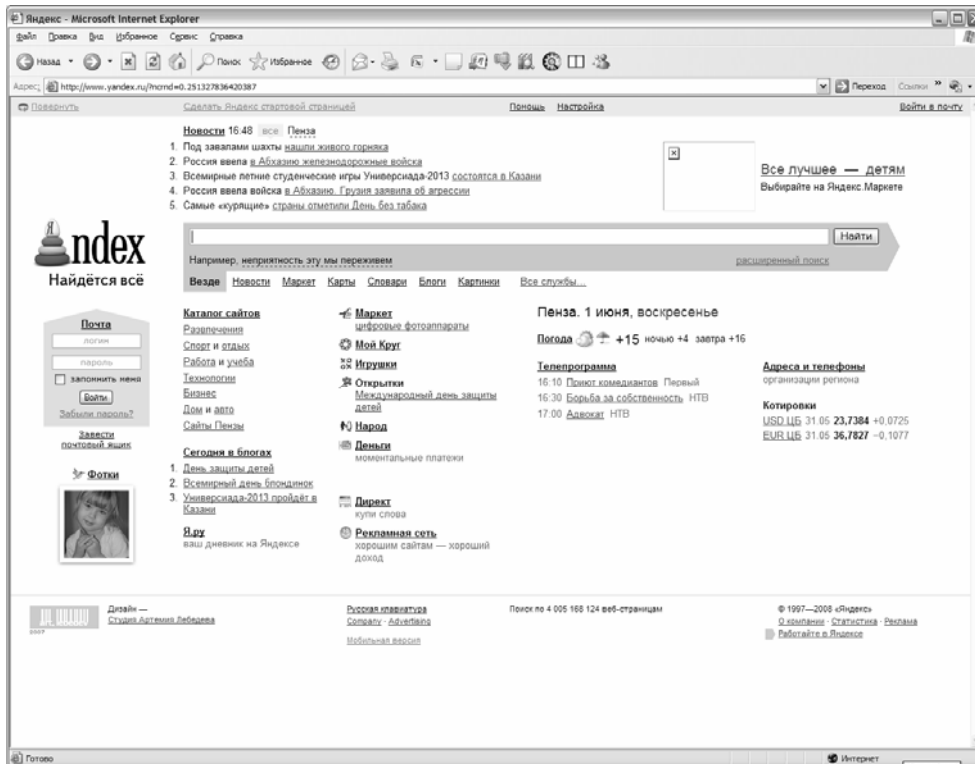 Яндекс - Microsoft Internet Explorer
Файл Правка Вид Избранное Сервис Справка
Назад Поиск Избранное
Адрес: http://www.yandex.ru/?ncrnd=0.251327836420387 Переход Ссылки »
Повернуть Сделать Яндекс стартовой страницей Помощь Настройка Войти в почту
Новости 16:48 все Пенза
1. Под завалами шахты нашли живого горняка
2. Россия ввела в Абхазию железнодорожные войска
3. Всемирные летние студенческие игры Универсиада-2013 состоятся в Казани
4. Россия ввела войска в Абхазию. Грузия заявила об агрессии
5. Самые «курящие» страны отметили День без табака
Все лучшее — детям
Выбирайте на Яндекс.Маркете
Яndex
Найдётся всё
Найти
Например, неприятность эту мы переживем расширенный поиск
Везде Новости Маркет Карты Словари Блоги Картинки Все службы...
Почта
логин
пароль
запомнить меня
Войти
Забыли пароль?
Завести
почтовый ящик
Фотки
Каталог сайтов
Развлечения
Спорт и отдых
Работа и учеба
Технологии
Бизнес
Дом и авто
Сайты Пензы
Сегодня в блогах
1. День защиты детей
2. Всемирный день блондинок
3. Универсиада-2013 пройдёт в
Казани
Я.ру
ваш дневник на Яндексе
Маркет
цифровые фотоаппараты
Мой Круг
Игрушки
Открытки
Международный день защиты
детей
Народ
Деньги
моментальные платежи
Директ
купи слова
Рекламная сеть
хорошим сайтам — хороший
доход
Пенза. 1 июня, воскресенье
Погода +15 ночью +4 завтра +16
Телепрограмма
16:10 Приют комедиантов Первый
16:30 Борьба за собственность НТВ
17:00 Адвокат НТВ
Адреса и телефоны
организации региона
Котировки
USD ЦБ 31.05 23,7384 +0,0725
EUR ЦБ 31.05 36,7827 −0,1077
2007
Дизайн —
Студия Артемия Лебедева
Русская клавиатура
Company · Advertising
Мобильная версия
Поиск по 4 005 168 124 веб-страницам
© 1997—2008 «Яндекс»
О компании · Статистика · Реклама
Работайте в Яндексе
Готово Интернет